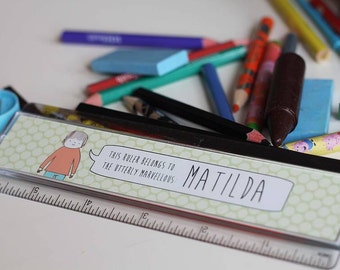 THIS RULER BELONGS TO
THE UTTERLY MARVELLOUS:
MATILDA